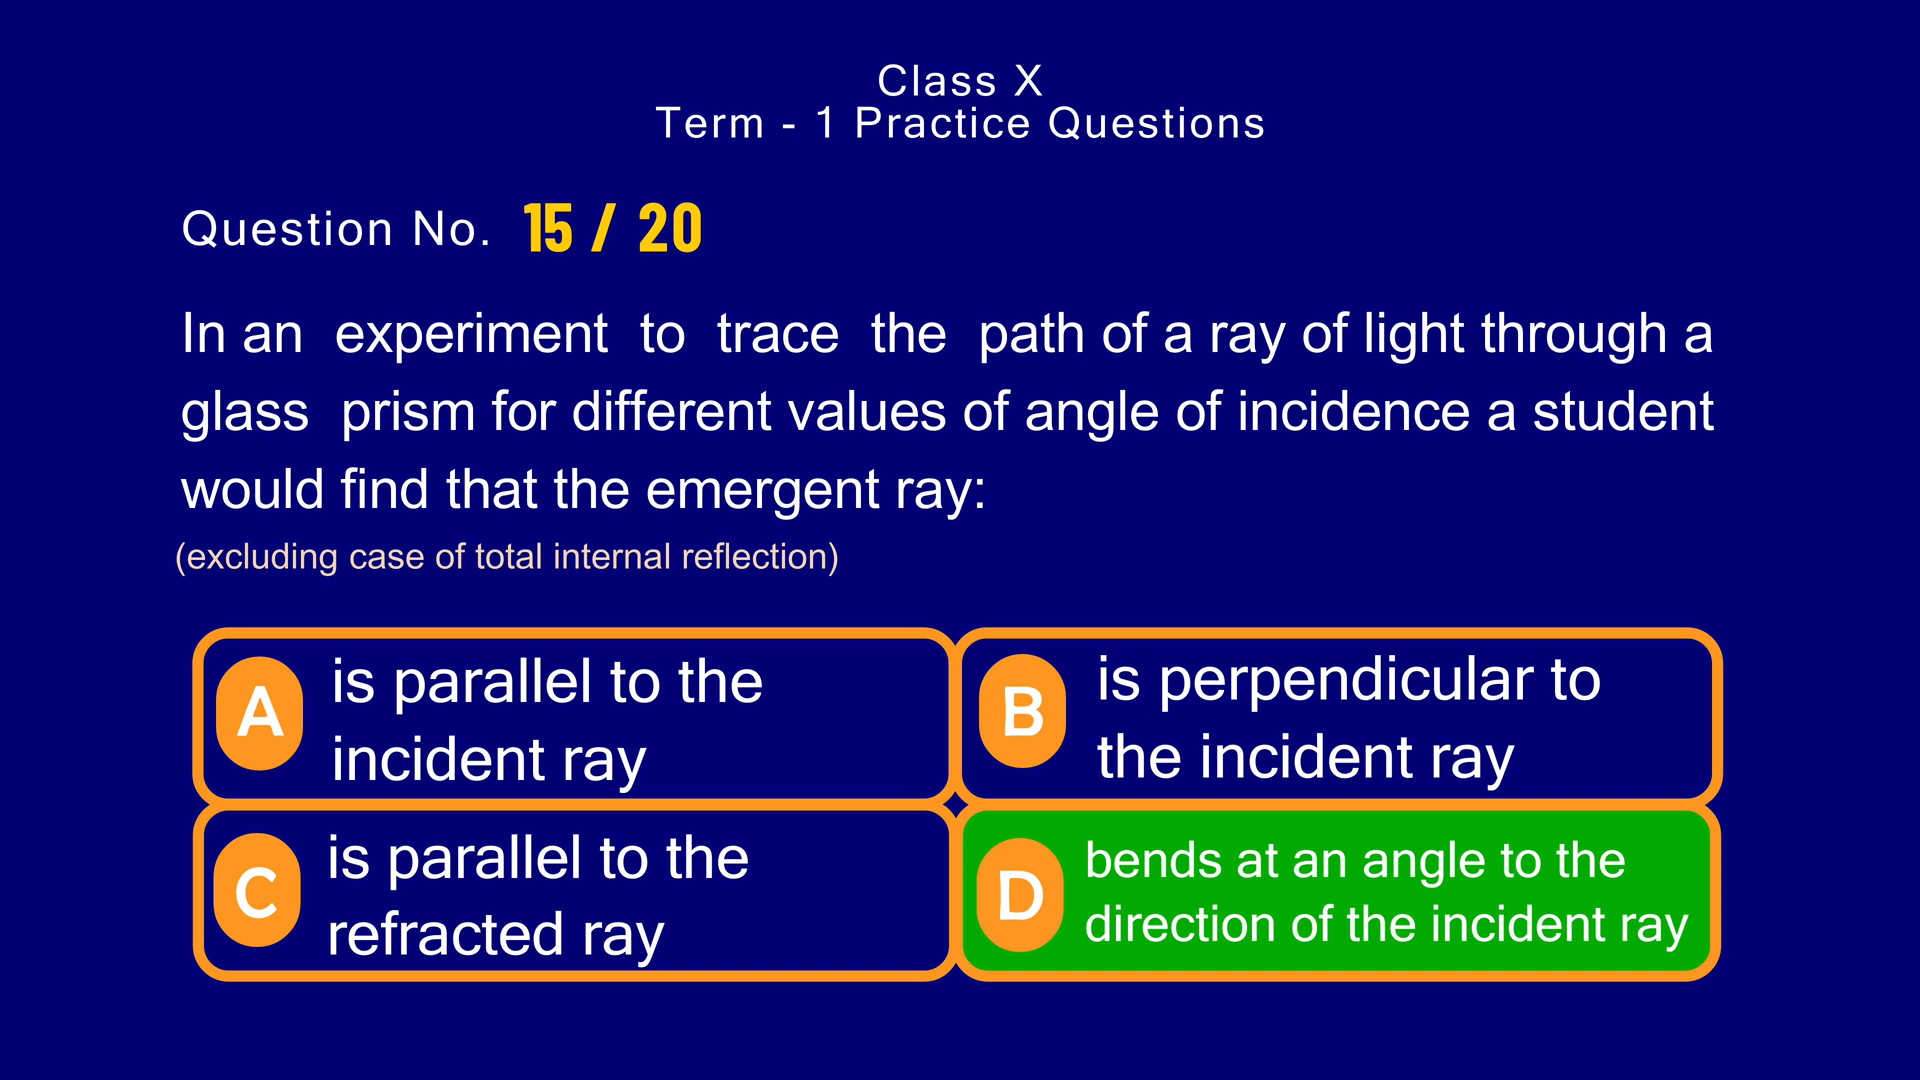 Class X
Term - 1 Practice Questions
Question No. 15 / 20
In an experiment to trace the path of a ray of light through a
glass prism for different values of angle of incidence a student
would find that the emergent ray:
(excluding case of total internal reflection)
A is parallel to the
incident ray
B is perpendicular to
the incident ray
C is parallel to the
refracted ray
D bends at an angle to the
direction of the incident ray